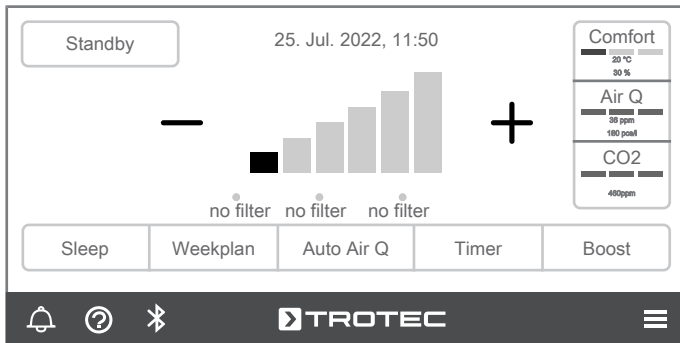 Standby
25. Jul. 2022, 11:50
Comfort
20 °C
30 %
Air Q
36 ppm
180 pcs/l
CO2
460ppm
no filter no filter no filter
Sleep Weekplan Auto Air Q Timer Boost
TROTEC